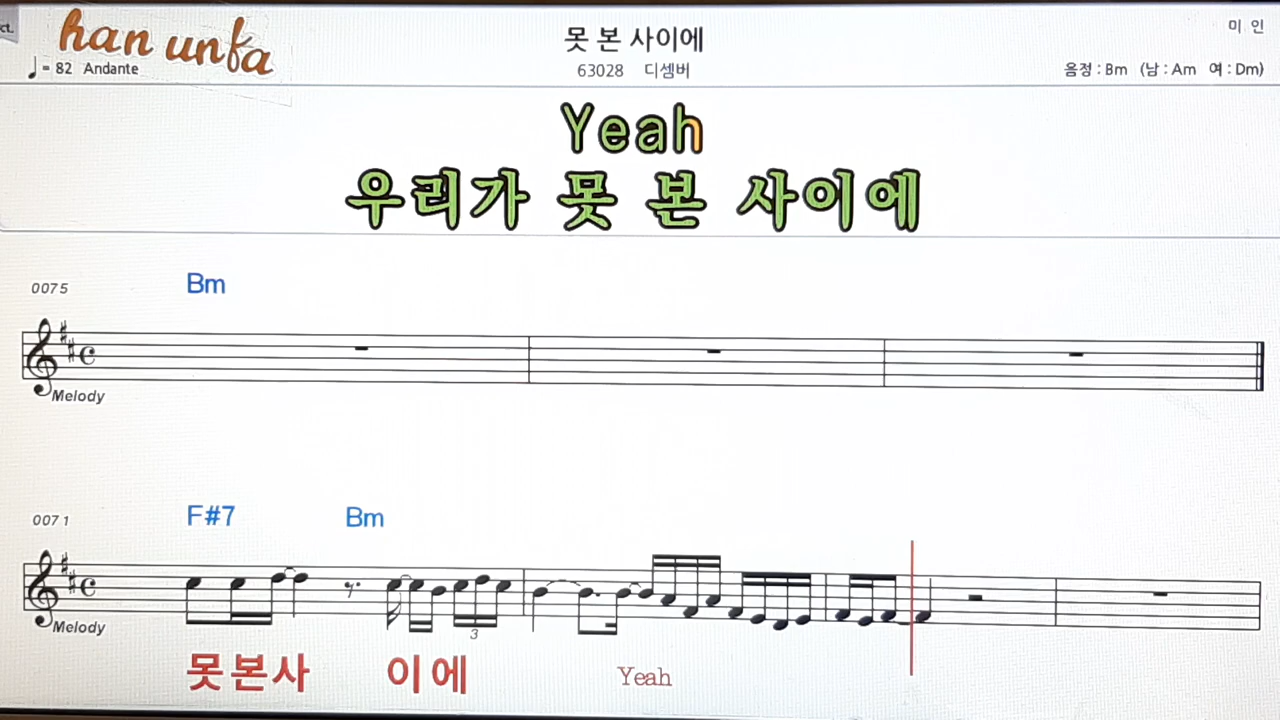 ct.
han unfa
못 본 사이에
미 인
♩= 82 Andante
63028 디셈버
음정 : Bm (남 : Am 여 : Dm)
Yeah
우리가 못 본 사이에
0075
Bm
Melody
0071
F#7 Bm
Melody
3
못본사 이에 Yeah